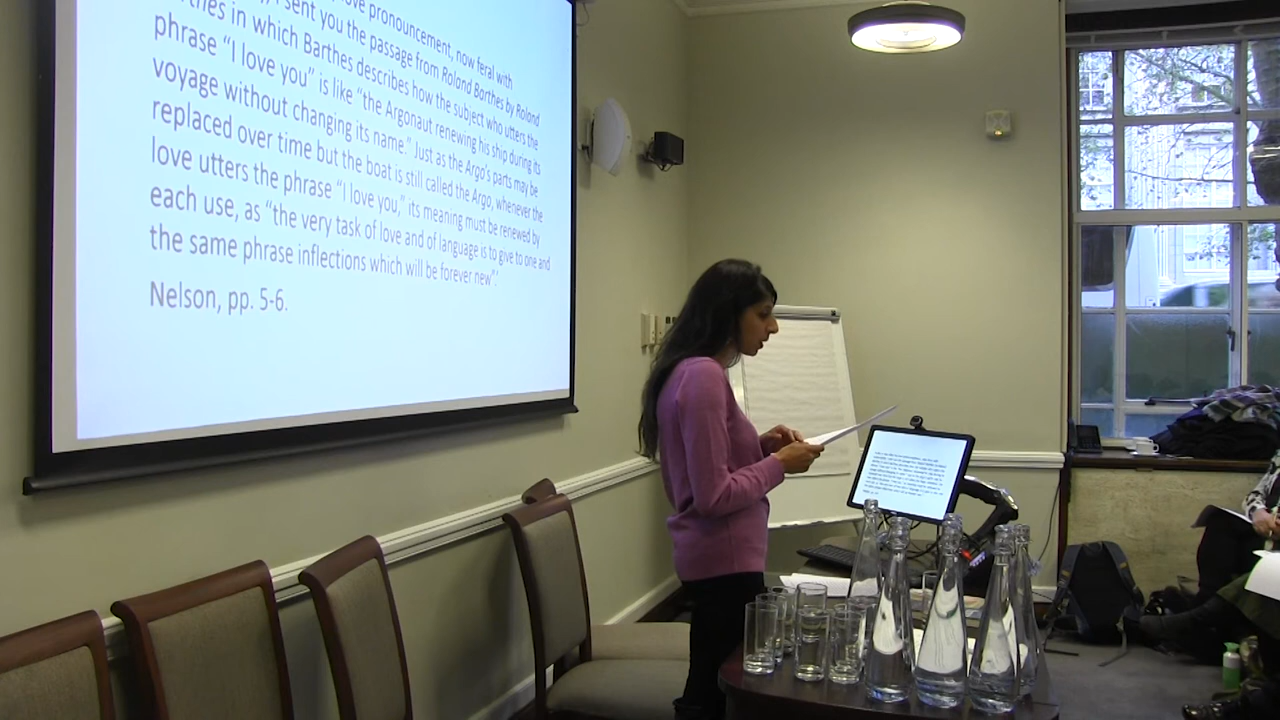 love pronouncement, now feral with
I sent you the passage from Roland Barthes by Roland
Barthes in which Barthes describes how the subject who utters the
phrase “I love you” is like “the Argonaut renewing his ship during its
voyage without changing its name.” Just as the Argo’s parts may be
replaced over time but the boat is still called the Argo, whenever the
love utters the phrase “I love you,” its meaning must be renewed by
each use, as “the very task of love and of language is to give to one and
the same phrase inflections which will be forever new”.
Nelson, pp. 5-6.